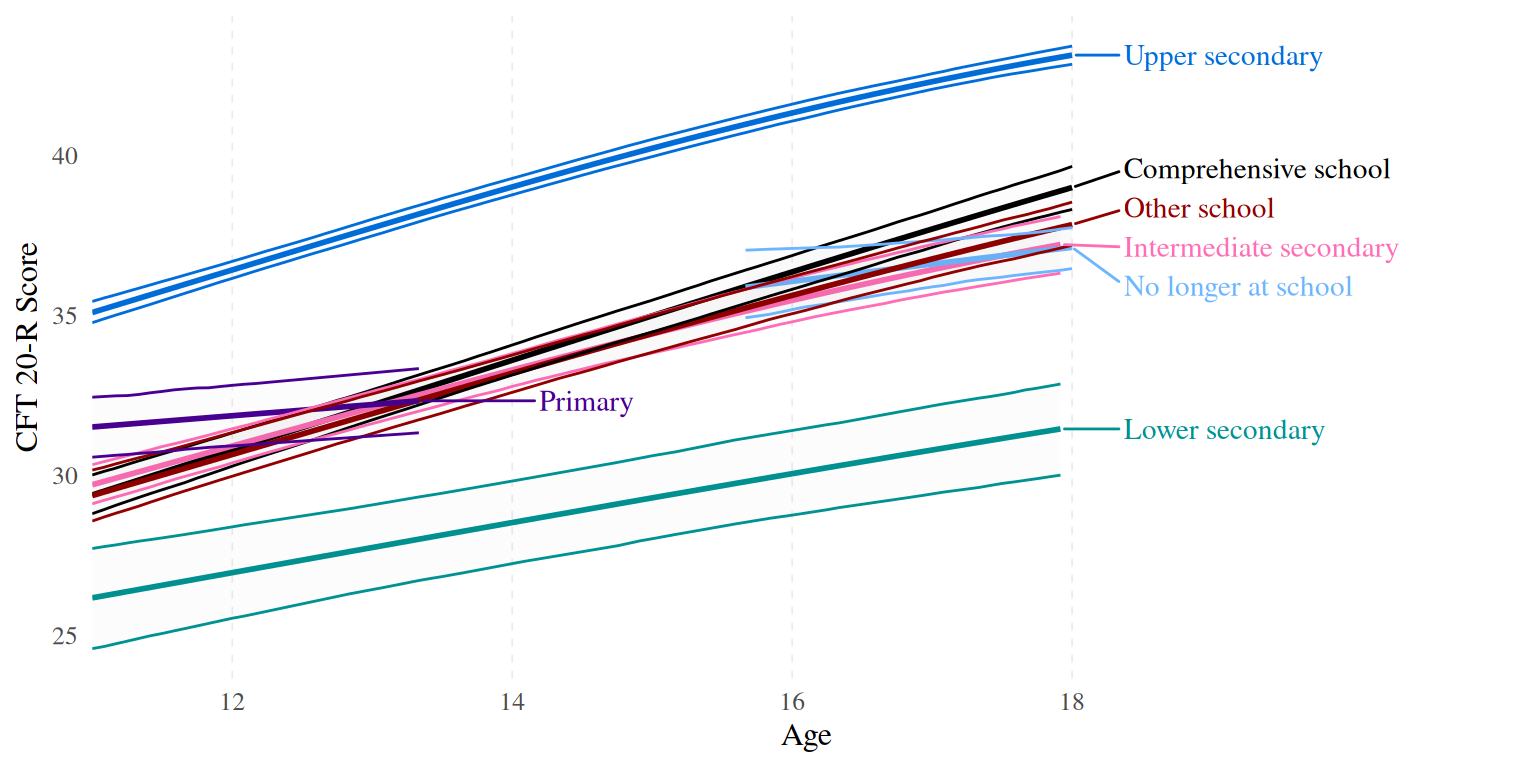 Upper secondary
40
Comprehensive school
Other school
Intermediate secondary
No longer at school
35
CFT 20-R Score
Primary
Lower secondary
30
25
12 14 16 18
Age